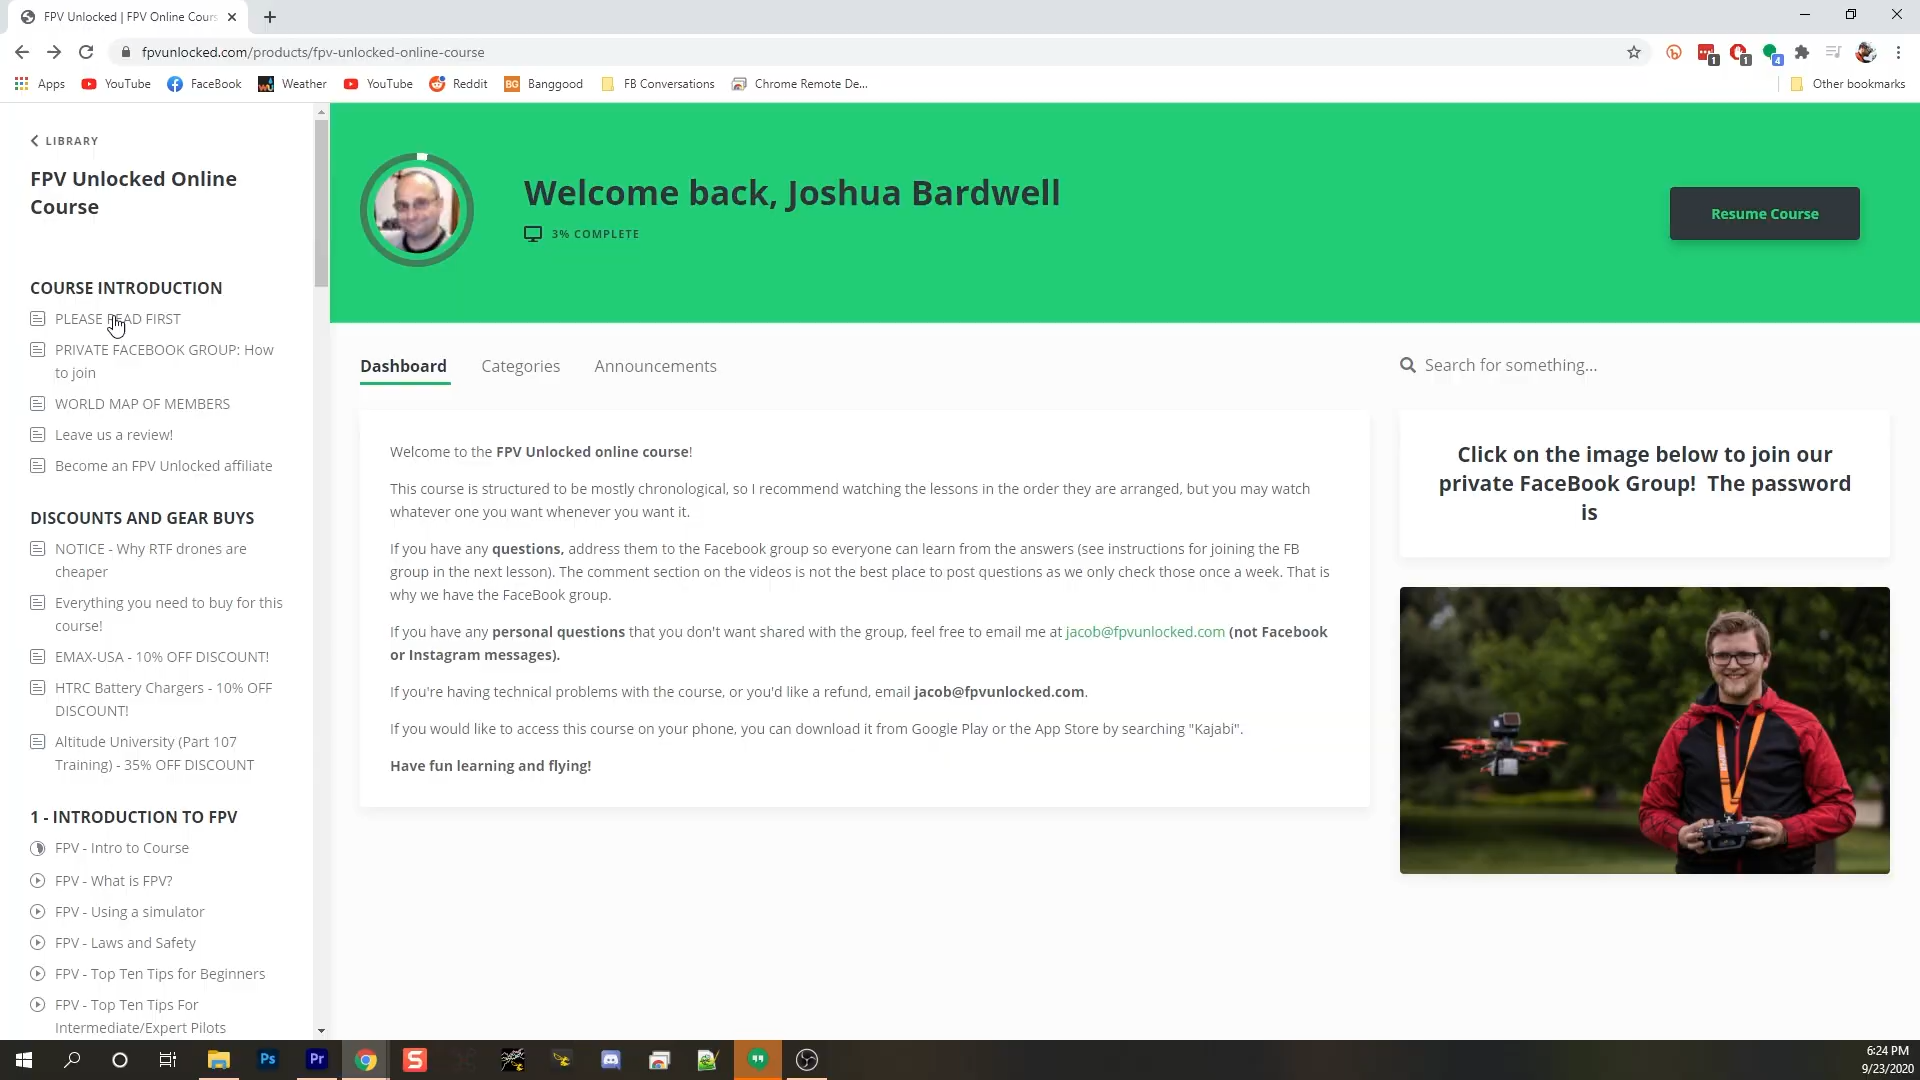 FPV Unlocked | FPV Online Cours
fpvunlocked.com/products/fpv-unlocked-online-course
1
1
4
Apps
YouTube
FaceBook
Weather
YouTube
Reddit
BG Banggood
FB Conversations
Chrome Remote De...
Other bookmarks
LIBRARY
FPV Unlocked Online
Course
COURSE INTRODUCTION
PLEASE READ FIRST
PRIVATE FACEBOOK GROUP: How
to join
WORLD MAP OF MEMBERS
Leave us a review!
Become an FPV Unlocked affiliate
DISCOUNTS AND GEAR BUYS
NOTICE - Why RTF drones are
cheaper
Everything you need to buy for this
course!
EMAX-USA - 10% OFF DISCOUNT!
HTRC Battery Chargers - 10% OFF
DISCOUNT!
Altitude University (Part 107
Training) - 35% OFF DISCOUNT
1 - INTRODUCTION TO FPV
FPV - Intro to Course
FPV - What is FPV?
FPV - Using a simulator
FPV - Laws and Safety
FPV - Top Ten Tips for Beginners
FPV - Top Ten Tips For
Intermediate/Expert Pilots
Welcome back, Joshua Bardwell
3% COMPLETE
Resume Course
Dashboard
Categories
Announcements
Search for something...
Welcome to the FPV Unlocked online course!
This course is structured to be mostly chronological, so I recommend watching the lessons in the order they are arranged, but you may watch
whatever one you want whenever you want it.
If you have any questions, address them to the Facebook group so everyone can learn from the answers (see instructions for joining the FB
group in the next lesson). The comment section on the videos is not the best place to post questions as we only check those once a week. That is
why we have the FaceBook group.
If you have any personal questions that you don't want shared with the group, feel free to email me at jacob@fpvunlocked.com (not Facebook
or Instagram messages).
If you're having technical problems with the course, or you'd like a refund, email jacob@fpvunlocked.com.
If you would like to access this course on your phone, you can download it from Google Play or the App Store by searching "Kajabi".
Have fun learning and flying!
Click on the image below to join our
private FaceBook Group! The password
is
Ps
Pr
S
6:24 PM
9/23/2020